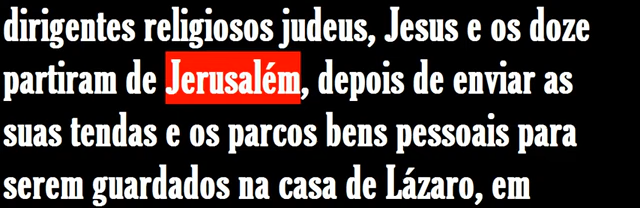 dirigentes religiosos judeus, Jesus e os doze
partiram de Jerusalém, depois de enviar as
suas tendas e os parcos bens pessoais para
serem guardados na casa de Lázaro, em